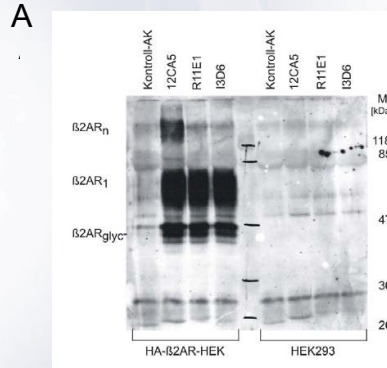 A
Kontroll-AK
12CA5
R11E1
I3D6
Kontroll-AK
12CA5
R11E1
I3D6
M
[kDa
ß2ARn
118
85
ß2AR1
47
ß2ARglyc-
36
26
HA-ß2AR-HEK
HEK293